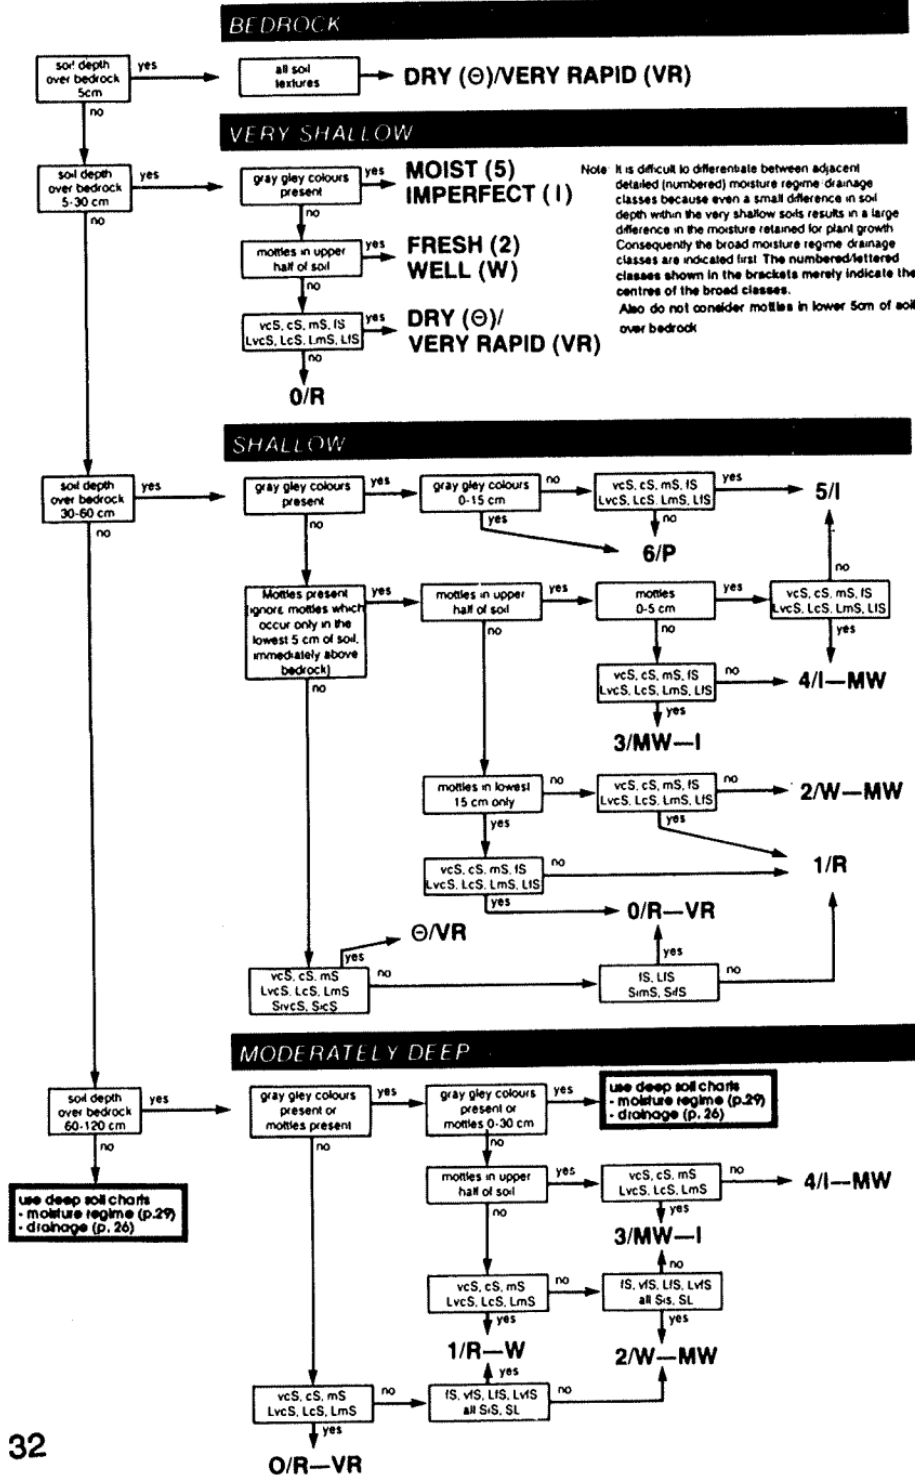 BEDROCK
soil depth
over bedrock
5cm
yes
all soil
textures
DRY (Θ)/VERY RAPID (VR)
no
VERY SHALLOW
soil depth
over bedrock
5-30 cm
yes
no
gray gley colours
present
yes
MOIST (5)
IMPERFECT (I)
no
mottles in upper
half of soil
yes
FRESH (2)
WELL (W)
no
vcS, cS, mS, fS
LvcS, LcS, LmS, LfS
yes
DRY (Θ)/
VERY RAPID (VR)
no
0/R
Note: It is difficult to differentiate between adjacent
detailed (numbered) moisture regime drainage
classes because even a small difference in soil
depth within the very shallow soils results in a large
difference in the moisture retained for plant growth
Consequently the broad moisture regime drainage
classes are indicated first The numbered/lettered
classes shown in the brackets merely indicate the
centres of the broad classes.
Also do not consider mottles in lower 5cm of soil
over bedrock
SHALLOW
soil depth
over bedrock
30-60 cm
yes
no
gray gley colours
present
yes
no
gray gley colours
0-15 cm
no
yes
vcS, cS, mS, fS
LvcS, LcS, LmS, LfS
yes
no
5/I
6/P
Mottles present
(ignore mottles which
occur only in the
lowest 5 cm of soil,
immediately above
bedrock)
yes
no
mottles in upper
half of soil
yes
no
mottles
0-5 cm
yes
no
no
vcS, cS, mS, fS
LvcS, LcS, LmS, LfS
yes
vcS, cS, mS, fS
LvcS, LcS, LmS, LfS
no
4/I—MW
yes
3/MW—I
mottles in lowest
15 cm only
no
yes
vcS, cS, mS, fS
LvcS, LcS, LmS, LfS
no
2/W—MW
yes
1/R
vcS, cS, mS, fS
LvcS, LcS, LmS, LfS
no
yes
0/R—VR
Θ/VR
yes
vcS, cS, mS
LvcS, LcS, LmS
SivcS, SicS
no
yes
fS, LfS
SimS, SifS
no
MODERATELY DEEP
soil depth
over bedrock
60-120 cm
yes
no
use deep soil charts
- moisture regime (p.29)
- drainage (p. 26)
gray gley colours
present or
mottles present
yes
no
gray gley colours
present or
mottles 0-30 cm
yes
no
use deep soil charts
- moisture regime (p.29)
- drainage (p. 26)
mottles in upper
half of soil
yes
no
vcS, cS, mS
LvcS, LcS, LmS
no
4/I—MW
yes
3/MW—I
no
vcS, cS, mS
LvcS, LcS, LmS
no
yes
fS, vfS, LfS, LvfS
all Sis, SL
yes
1/R—W
2/W—MW
yes
vcS, cS, mS
LvcS, LcS, LmS
no
yes
fS, vfS, LfS, LvfS
all SiS, SL
no
O/R—VR
32